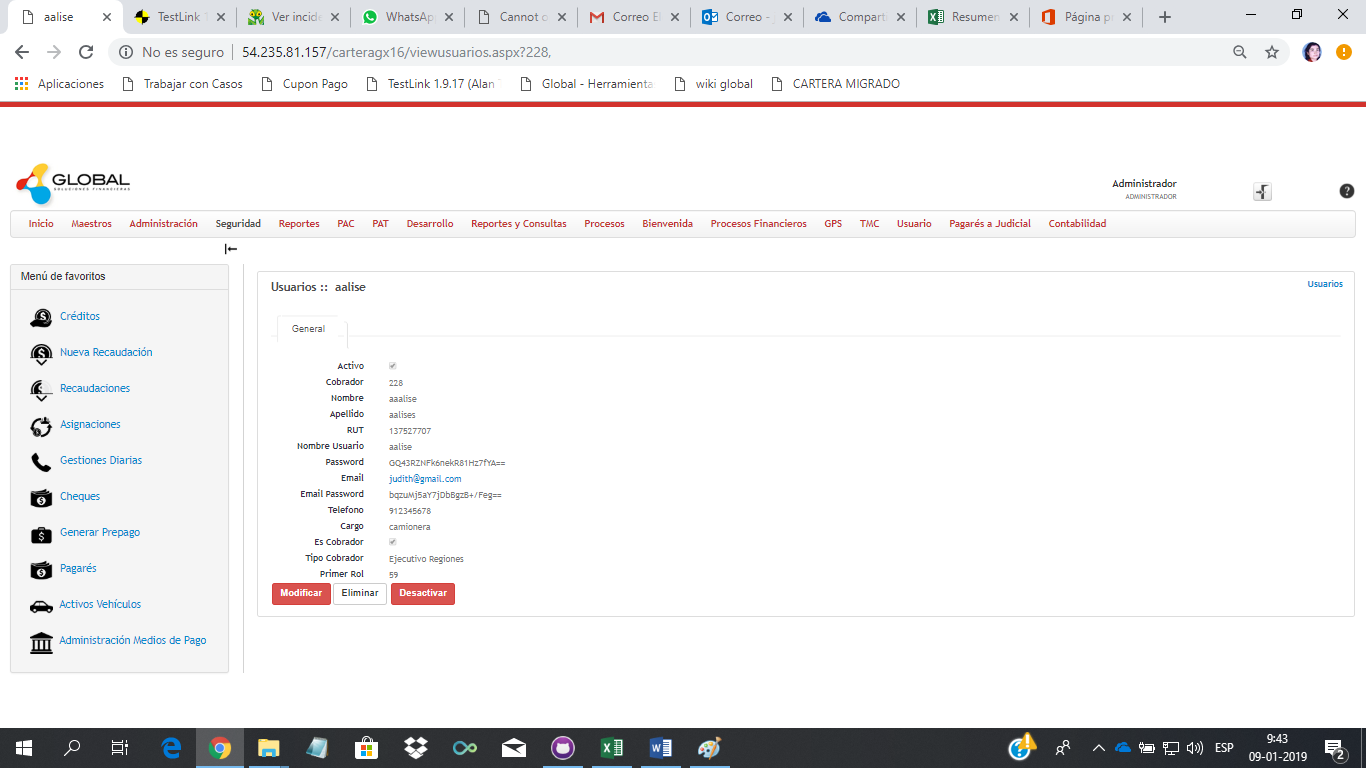 aalise
TestLink 1
Ver incide
WhatsAp
Cannot o
Correo E
Correo -
Comparti
Resumen
Página p
No es seguro | 54.235.81.157/carteragx16/viewusuarios.aspx?228,
Aplicaciones
Trabajar con Casos
Cupon Pago
TestLink 1.9.17 (Alan
Global - Herramienta
wiki global
CARTERA MIGRADO
GLOBAL
SOLUCIONES FINANCIERAS
Administrador
ADMINISTRADOR
Inicio Maestros Administración Seguridad Reportes PAC PAT Desarrollo Reportes y Consultas Procesos Bienvenida Procesos Financieros GPS TMC Usuario Pagarés a Judicial Contabilidad
Menú de favoritos
Créditos
Nueva Recaudación
Recaudaciones
Asignaciones
Gestiones Diarias
Cheques
Generar Prepago
Pagarés
Activos Vehículos
Administración Medios de Pago
Usuarios :: aalise
Usuarios
General
Activo
Cobrador 228
Nombre aaalise
Apellido aalises
RUT 137527707
Nombre Usuario aalise
Password GQ43RZNFk6nekR81Hz7fYA==
Email judith@gmail.com
Email Password bqzuMj5aY7jDbBgzB+/Feg==
Telefono 912345678
Cargo camionera
Es Cobrador
Tipo Cobrador Ejecutivo Regiones
Primer Rol 59
Modificar Eliminar Desactivar
ESP
9:43
09-01-2019
2